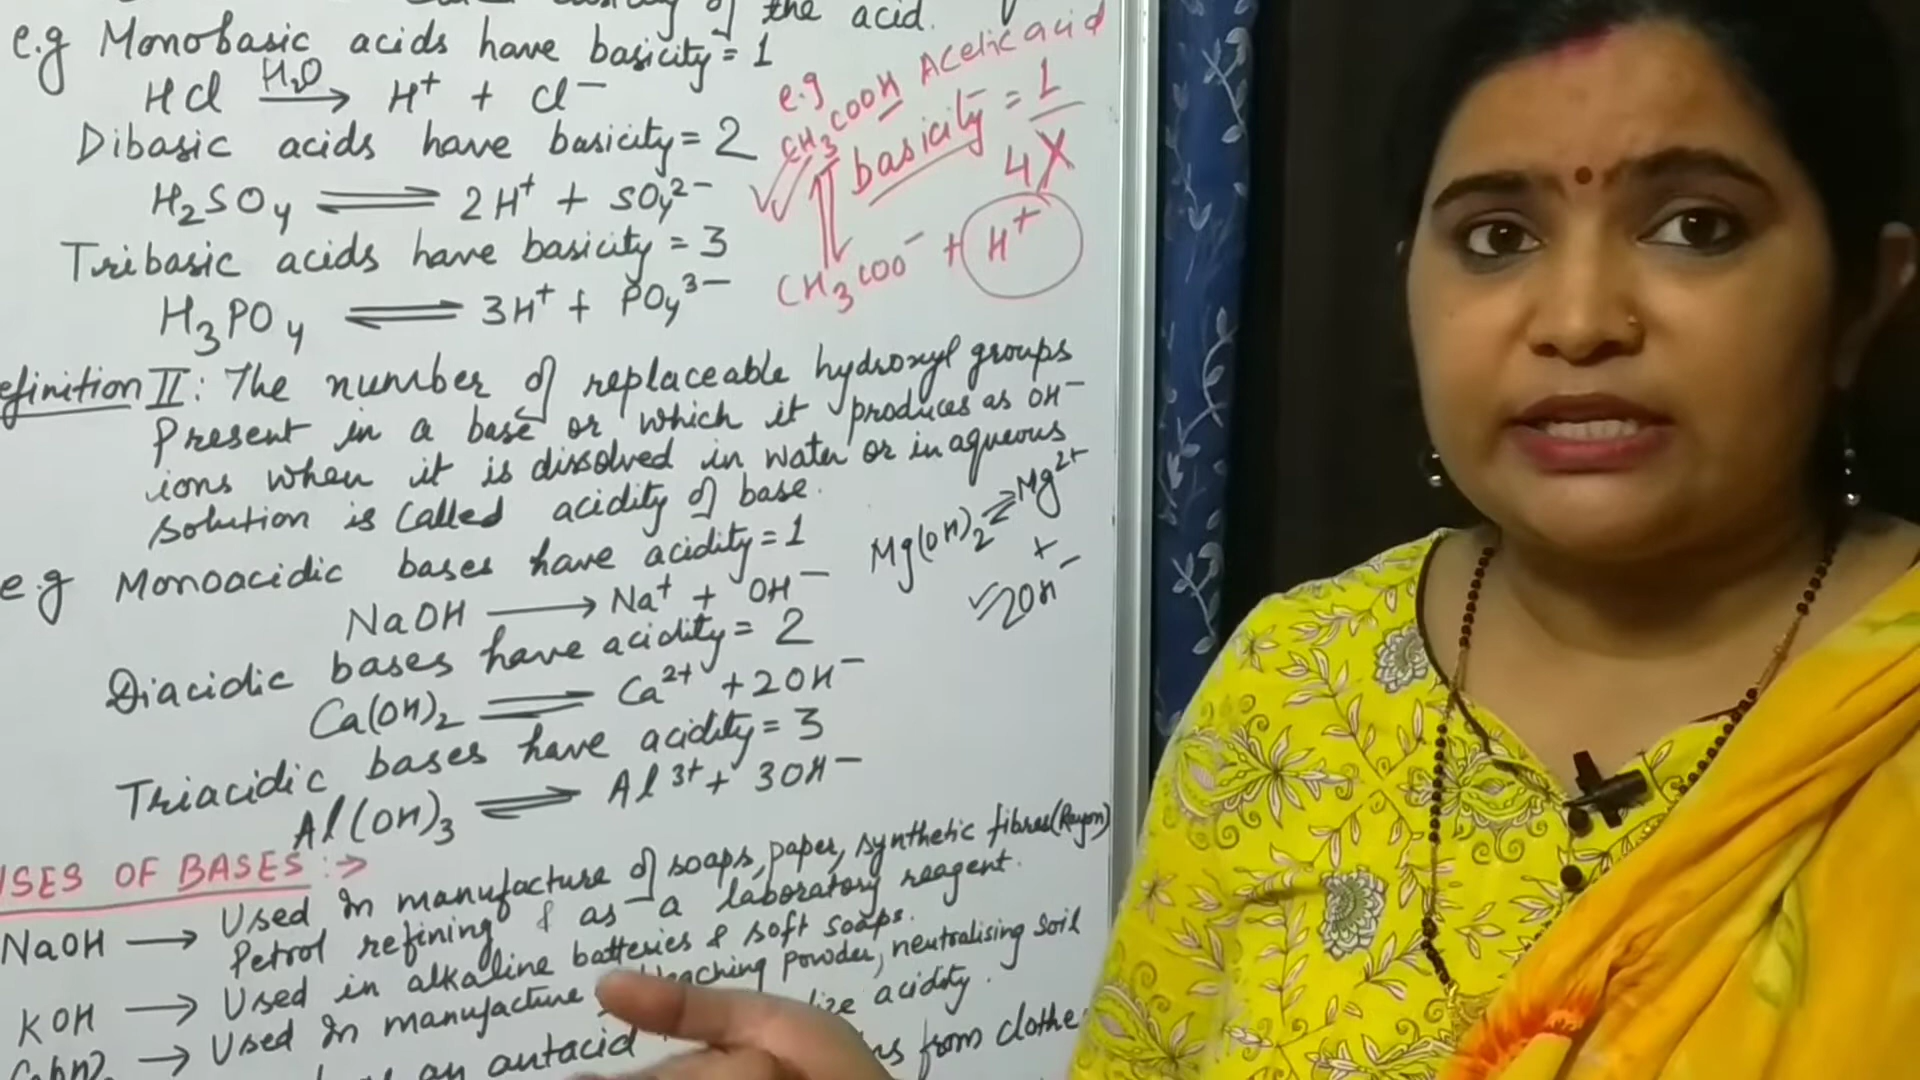 of the acid.
e.g Monobasic acids have basicity = 1
HCl H₂O → H⁺ + Cl⁻
Dibasic acids have basicity = 2
H₂SO₄ ⇌ 2H⁺ + SO₄²⁻
Tribasic acids have basicity = 3
H₃PO₄ ⇌ 3H⁺ + PO₄³⁻
e.g CH₃COOH Acetic acid
basicity = 1
4 X
CH₃COO⁻ + H⁺
efinition II: The number of replaceable hydroxyl groups
Present in a base or which it produces as OH⁻
ions when it is dissolved in water or in aqueous
solution is called acidity of base.
Mg(OH)₂ ⇌ Mg²⁺
+
2OH⁻
e.g Monoacidic bases have acidity = 1
NaOH → Na⁺ + OH⁻
Diacidic bases have acidity = 2
Ca(OH)₂ ⇌ Ca²⁺ + 2OH⁻
Triacidic bases have acidity = 3
Al(OH)₃ ⇌ Al³⁺ + 3OH⁻
USES OF BASES :→
NaOH → Used in manufacture of soaps, paper, synthetic fibres (Rayon)
Petrol refining & as a laboratory reagent.
KOH → Used in alkaline batteries & soft soaps.
→ Used in manufacture bleaching powder, neutralising soil
an antacid acidity.
from clothe